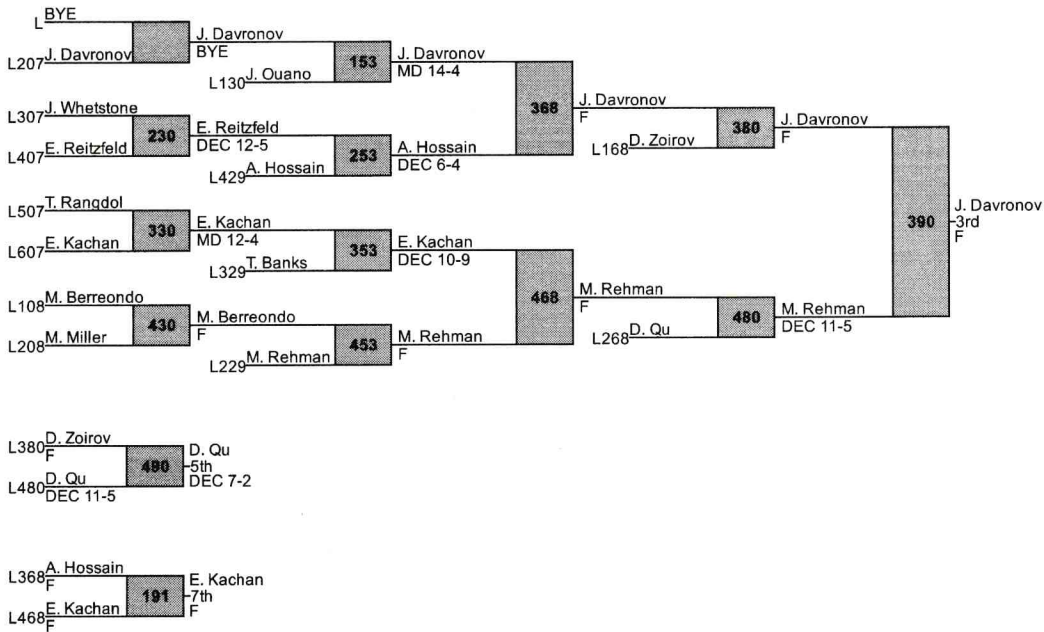 L BYE
L207 J. Davronov
J. Davronov
BYE
L130 J. Ouano
153
J. Davronov
MD 14-4
L307 J. Whetstone
L407 E. Reitzfeld
230
E. Reitzfeld
DEC 12-5
L429 A. Hossain
253
A. Hossain
DEC 6-4
368
J. Davronov
F
L168 D. Zoirov
380
J. Davronov
F
L507 T. Rangdol
L607 E. Kachan
330
E. Kachan
MD 12-4
L329 T. Banks
353
E. Kachan
DEC 10-9
L108 M. Berreondo
L208 M. Miller
430
M. Berreondo
F
L229 M. Rehman
453
M. Rehman
F
468
M. Rehman
F
L268 D. Qu
480
M. Rehman
DEC 11-5
390
J. Davronov
3rd
F
L380 D. Zoirov
F
L480 D. Qu
DEC 11-5
490
D. Qu
5th
DEC 7-2
L368 A. Hossain
F
L468 E. Kachan
F
191
E. Kachan
7th
F